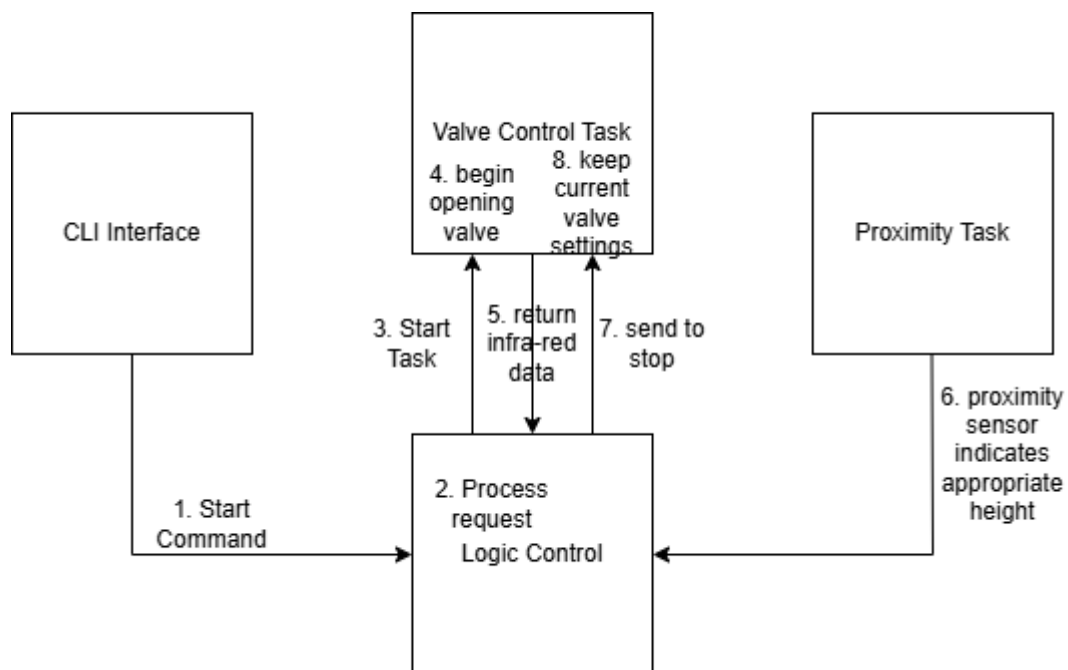 Valve Control Task
4. begin
opening
valve
8. keep
current
valve
settings
CLI Interface
Proximity Task
3. Start
Task
5. return
infra-red
data
7. send to
stop
6. proximity
sensor
indicates
appropriate
height
1. Start
Command
2. Process
request
Logic Control